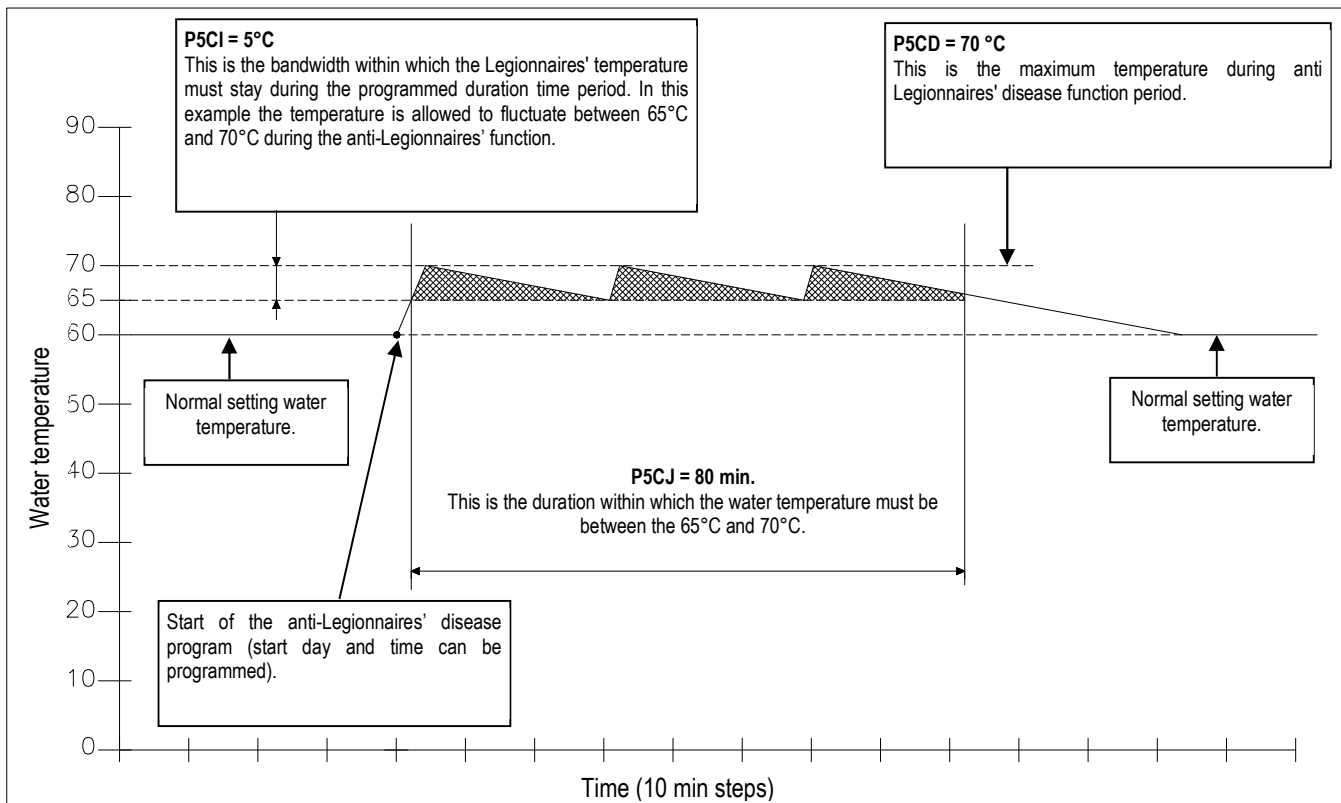 P5CI = 5°C
This is the bandwidth within which the Legionnaires' temperature
must stay during the programmed duration time period. In this
example the temperature is allowed to fluctuate between 65°C
and 70°C during the anti-Legionnaires’ function.
P5CD = 70 °C
This is the maximum temperature during anti
Legionnaires' disease function period.
90
80
70
65
60
50
40
30
20
10
0
Water temperature
Normal setting water
temperature.
Normal setting water
temperature.
P5CJ = 80 min.
This is the duration within which the water temperature must be
between the 65°C and 70°C.
Start of the anti-Legionnaires’ disease
program (start day and time can be
programmed).
Time (10 min steps)